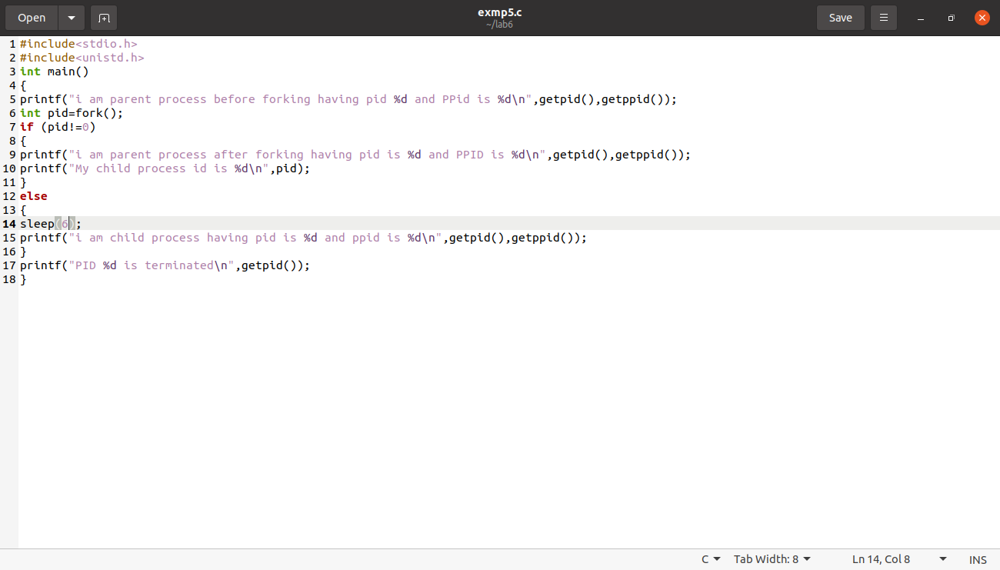 Open
exmp5.c
~/lab6
Save
1 #include<stdio.h>
2 #include<unistd.h>
3 int main()
4 {
5 printf("i am parent process before forking having pid %d and PPid is %d\n",getpid(),getppid());
6 int pid=fork();
7 if (pid!=0)
8 {
9 printf("i am parent process after forking having pid is %d and PPID is %d\n",getpid(),getppid());
10 printf("My child process id is %d\n",pid);
11 }
12 else
13 {
14 sleep(6);
15 printf("i am child process having pid is %d and ppid is %d\n",getpid(),getppid());
16 }
17 printf("PID %d is terminated\n",getpid());
18 }
C Tab Width: 8 Ln 14, Col 8 INS